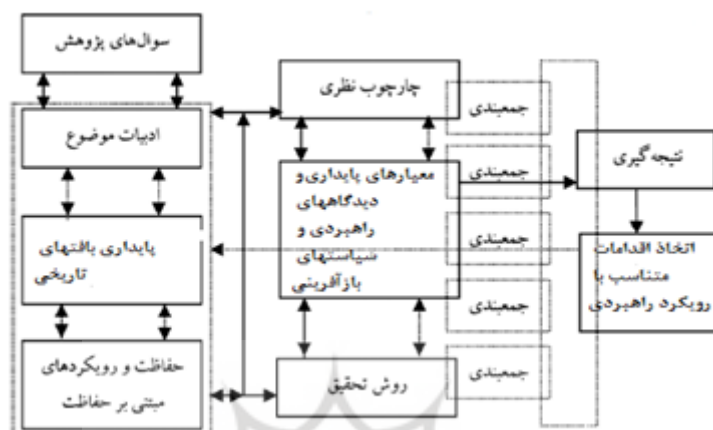 سوال‌های پژوهش
ادبیات موضوع
پایداری بافتهای
تاریخی
حفاظت و رویکردهای
مبتنی بر حفاظت
چارچوب نظری
معیارهای پایداری و
دیدگاههای
راهبردی و
سیاستهای
بازآفرینی
روش تحقیق
جمعبندی
جمعبندی
جمعبندی
جمعبندی
جمعبندی
نتیجه‌گیری
اتخاذ اقدامات
متناسب با
رویکرد راهبردی